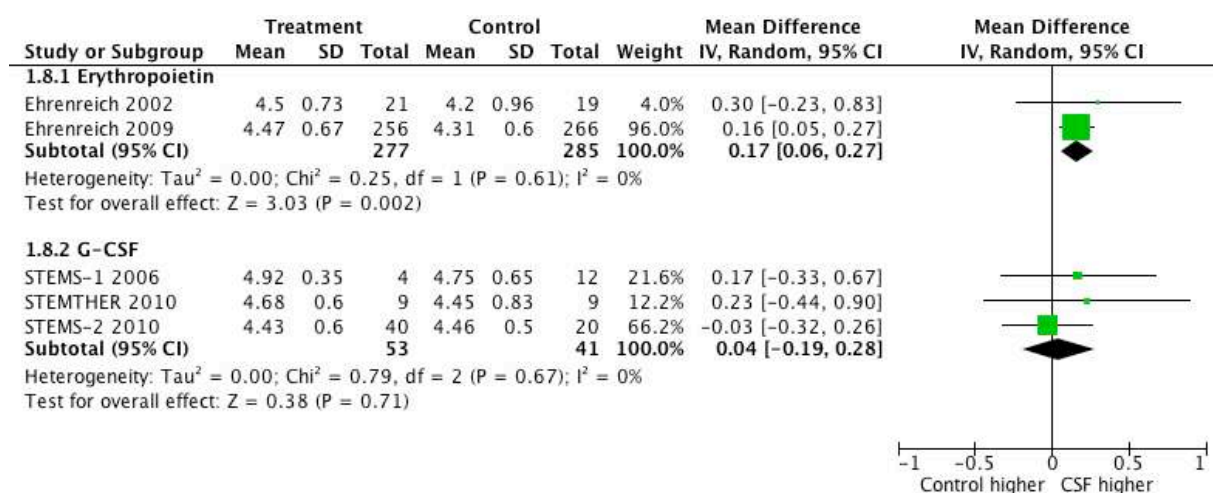 Treatment Control Mean Difference Mean Difference
Study or Subgroup Mean SD Total Mean SD Total Weight IV, Random, 95% CI IV, Random, 95% CI
1.8.1 Erythropoietin
Ehrenreich 2002 4.5 0.73 21 4.2 0.96 19 4.0% 0.30 [-0.23, 0.83]
Ehrenreich 2009 4.47 0.67 256 4.31 0.6 266 96.0% 0.16 [0.05, 0.27]
Subtotal (95% CI) 277 285 100.0% 0.17 [0.06, 0.27]
Heterogeneity: Tau² = 0.00; Chi² = 0.25, df = 1 (P = 0.61); I² = 0%
Test for overall effect: Z = 3.03 (P = 0.002)
1.8.2 G-CSF
STEMS-1 2006 4.92 0.35 4 4.75 0.65 12 21.6% 0.17 [-0.33, 0.67]
STEMTHER 2010 4.68 0.6 9 4.45 0.83 9 12.2% 0.23 [-0.44, 0.90]
STEMS-2 2010 4.43 0.6 40 4.46 0.5 20 66.2% -0.03 [-0.32, 0.26]
Subtotal (95% CI) 53 41 100.0% 0.04 [-0.19, 0.28]
Heterogeneity: Tau² = 0.00; Chi² = 0.79, df = 2 (P = 0.67); I² = 0%
Test for overall effect: Z = 0.38 (P = 0.71)
-1 -0.5 0 0.5 1
Control higher CSF higher